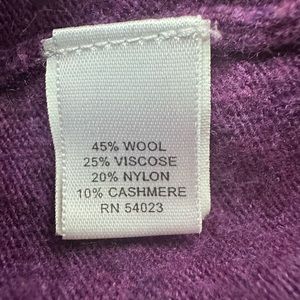 45% WOOL
25% VISCOSE
20% NYLON
10% CASHMERE
RN 54023